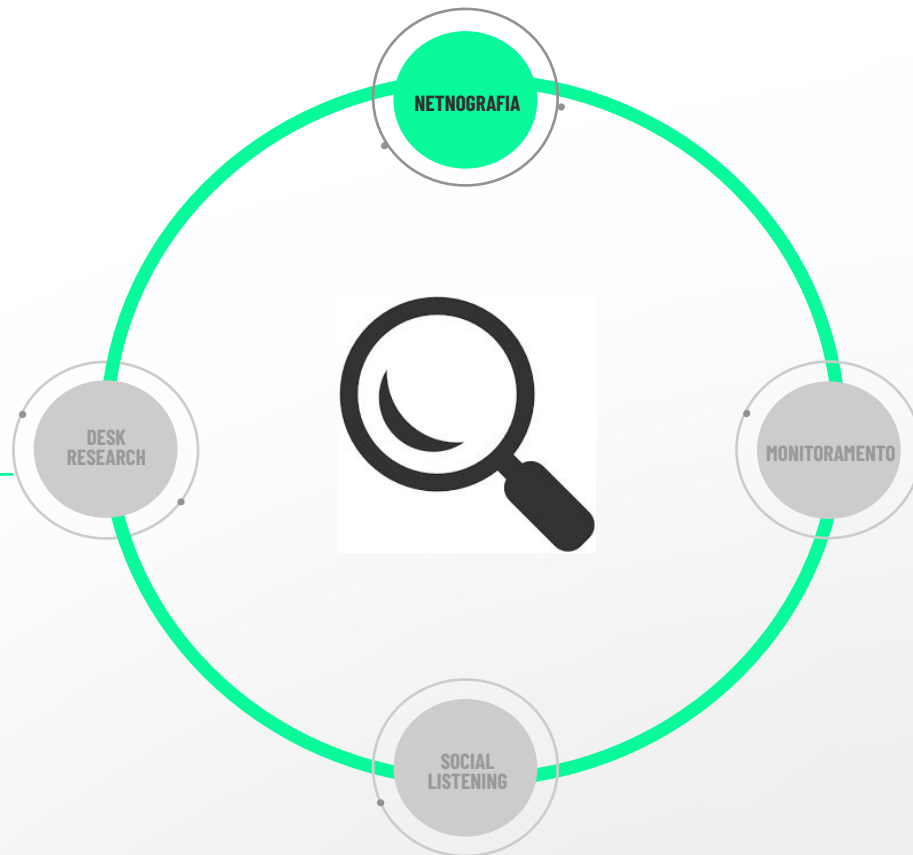 NETNOGRAFIA
DESK
RESEARCH
MONITORAMENTO
SOCIAL
LISTENING